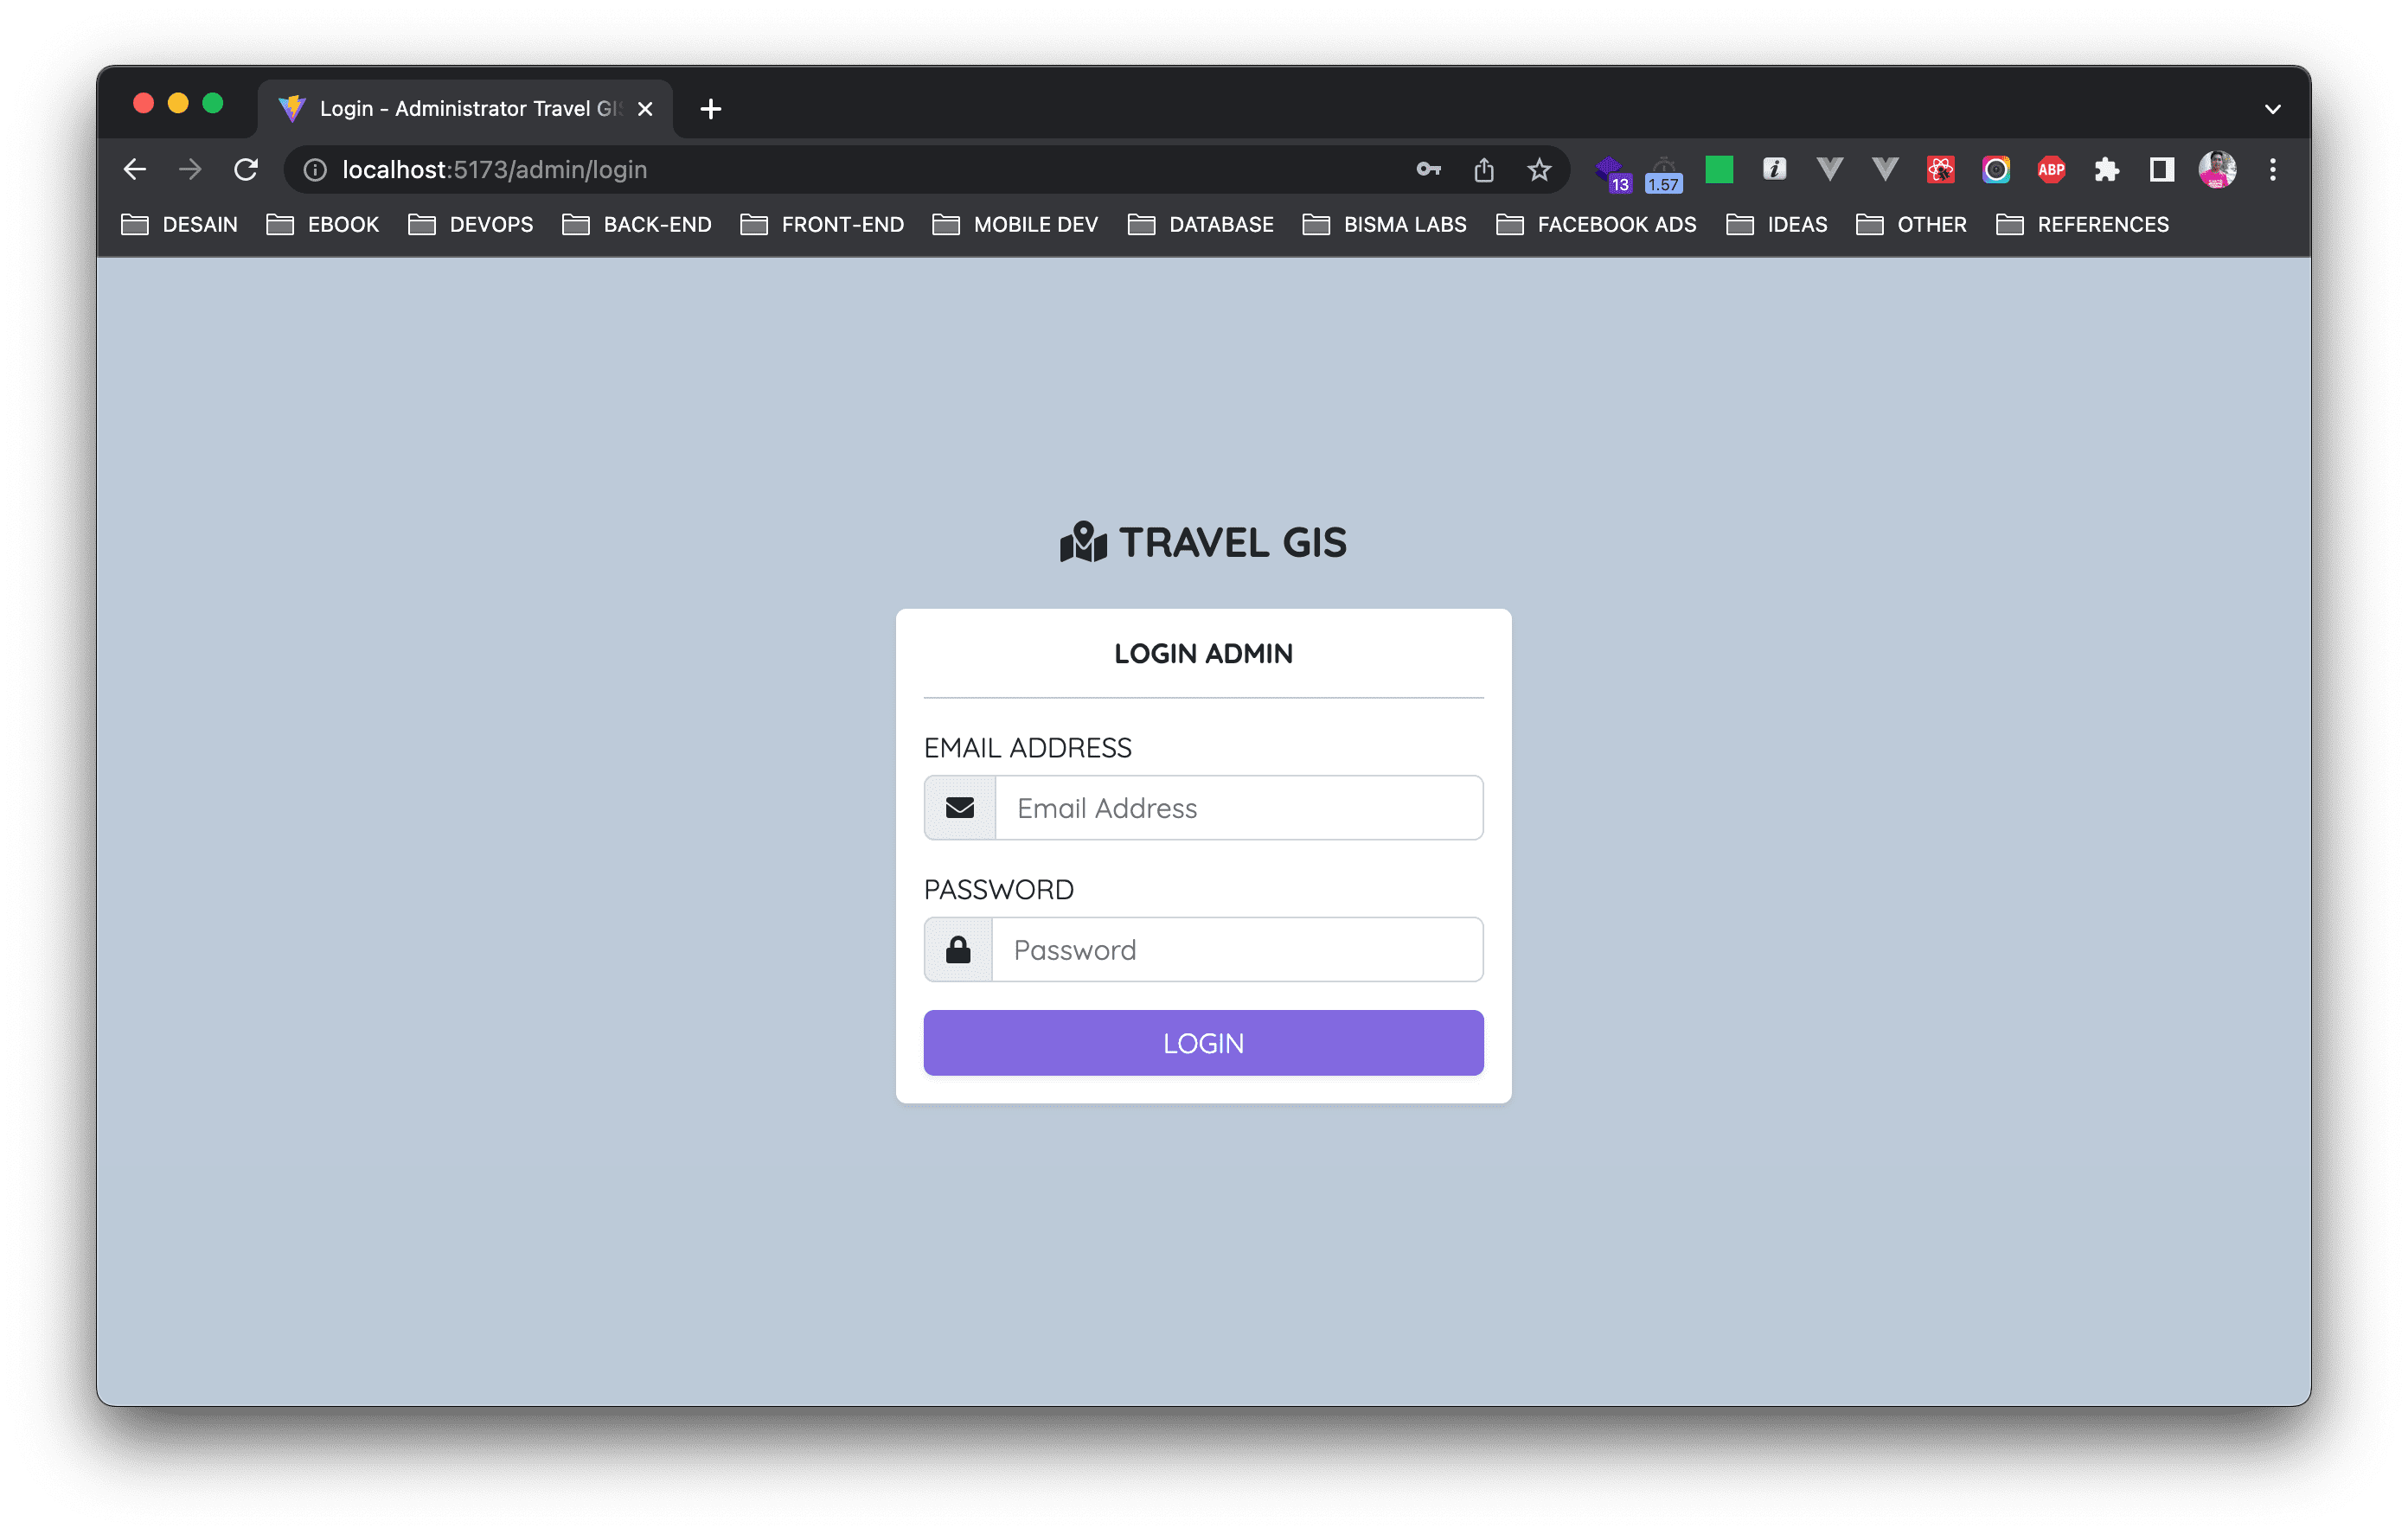 Login - Administrator Travel GIS
localhost:5173/admin/login
13
1.57
ABP
DESAIN EBOOK DEVOPS BACK-END FRONT-END MOBILE DEV DATABASE BISMA LABS FACEBOOK ADS IDEAS OTHER REFERENCES
TRAVEL GIS
LOGIN ADMIN
EMAIL ADDRESS
Email Address
PASSWORD
Password
LOGIN